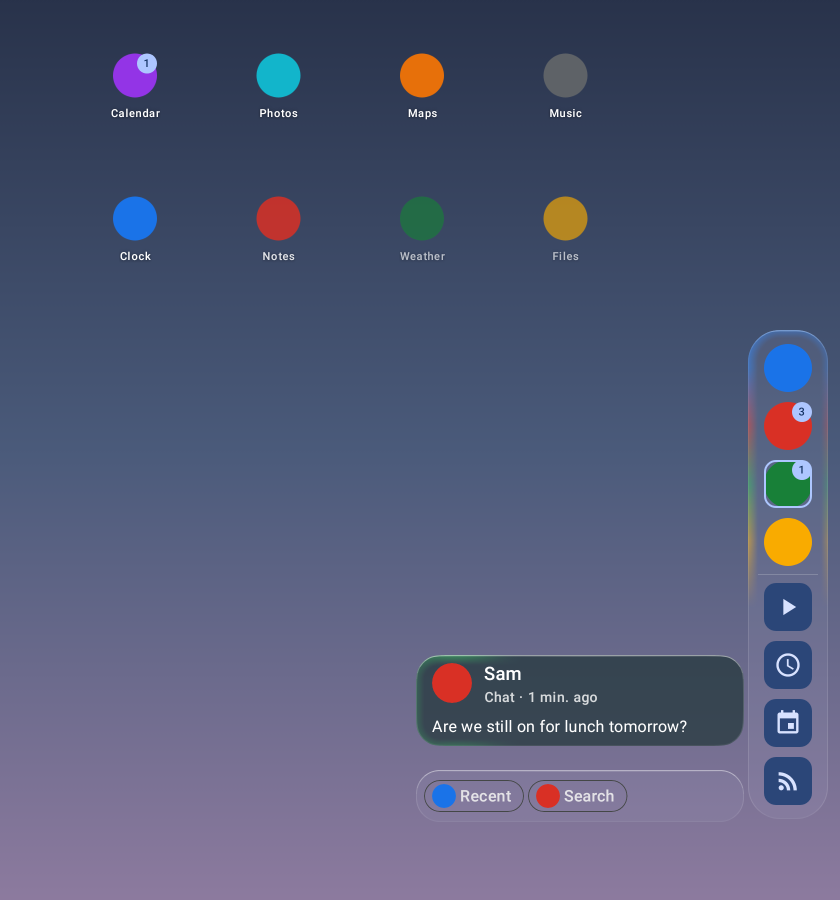 1
Calendar
Photos
Maps
Music
Clock
Notes
Weather
Files
3
1
Sam
Chat · 1 min. ago
Are we still on for lunch tomorrow?
Recent
Search